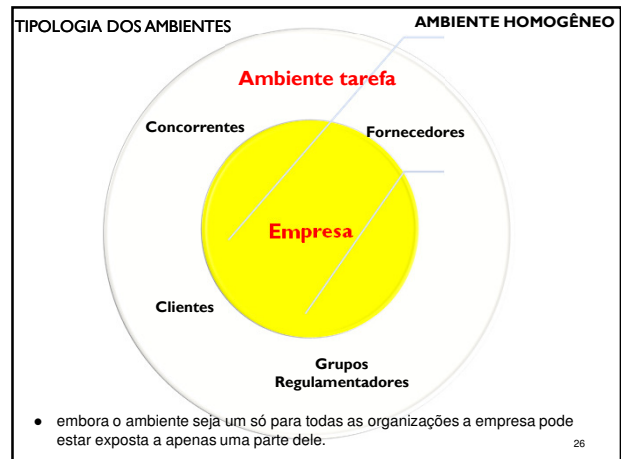 TIPOLOGIA DOS AMBIENTES
AMBIENTE HOMOGÊNEO
Ambiente tarefa
Concorrentes
Fornecedores
Empresa
Clientes
Grupos
Regulamentadores
● embora o ambiente seja um só para todas as organizações a empresa pode
estar exposta a apenas uma parte dele.
26